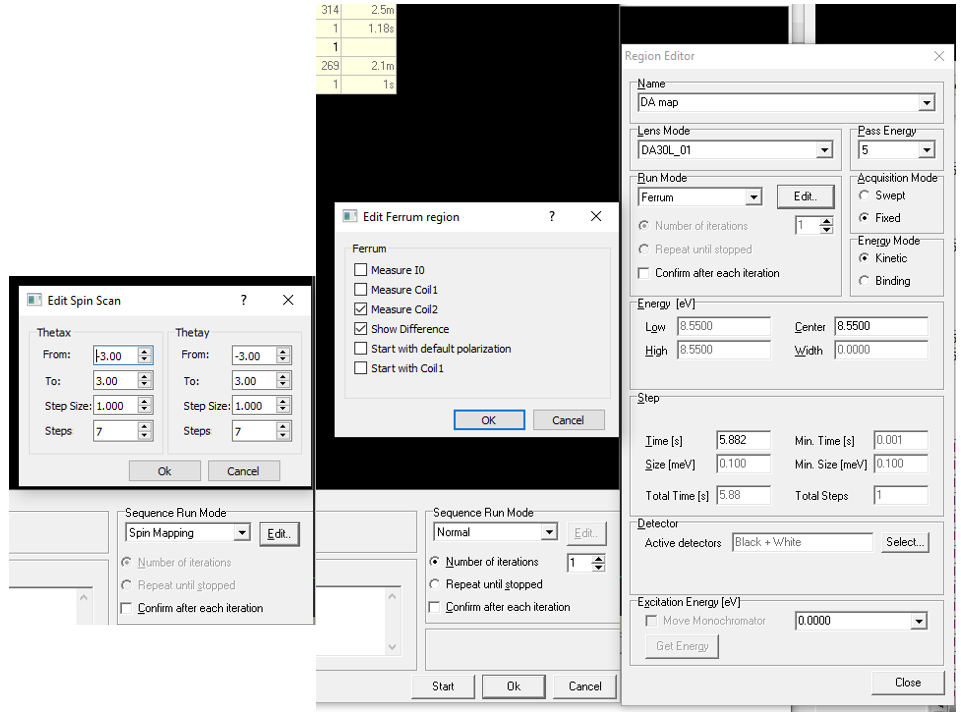 314 2.5m
1 1.18s
1
269 2.1m
1 1s
Edit Spin Scan ?
Thetax Thetay
From: -3.00 From: -3.00
To: 3.00 To: 3.00
Step Size: 1.000 Step Size: 1.000
Steps 7 Steps 7
Ok Cancel
Sequence Run Mode
Spin Mapping Edit..
Number of iterations
Repeat until stopped
Confirm after each iteration
Edit Ferrum region ?
Ferrum
Measure I0
Measure Coil1
Measure Coil2
Show Difference
Start with default polarization
Start with Coil1
OK Cancel
Sequence Run Mode
Normal Edit..
Number of iterations 1
Repeat until stopped
Confirm after each iteration
Start Ok Cancel
Region Editor
Name
DA map
Lens Mode Pass Energy
DA30L_01 5
Run Mode Acquisition Mode
Ferrum Edit.. Swept
Number of iterations 1 Fixed
Repeat until stopped Energy Mode
Confirm after each iteration Kinetic
Binding
Energy [eV]
Low 8.5500 Center 8.5500
High 8.5500 Width 0.0000
Step
Time [s] 5.882 Min. Time [s] 0.001
Size [meV] 0.100 Min. Size [meV] 0.100
Total Time [s] 5.88 Total Steps 1
Detector
Active detectors Black + White Select...
Excitation Energy [eV]
Move Monochromator 0.0000
Get Energy
Close